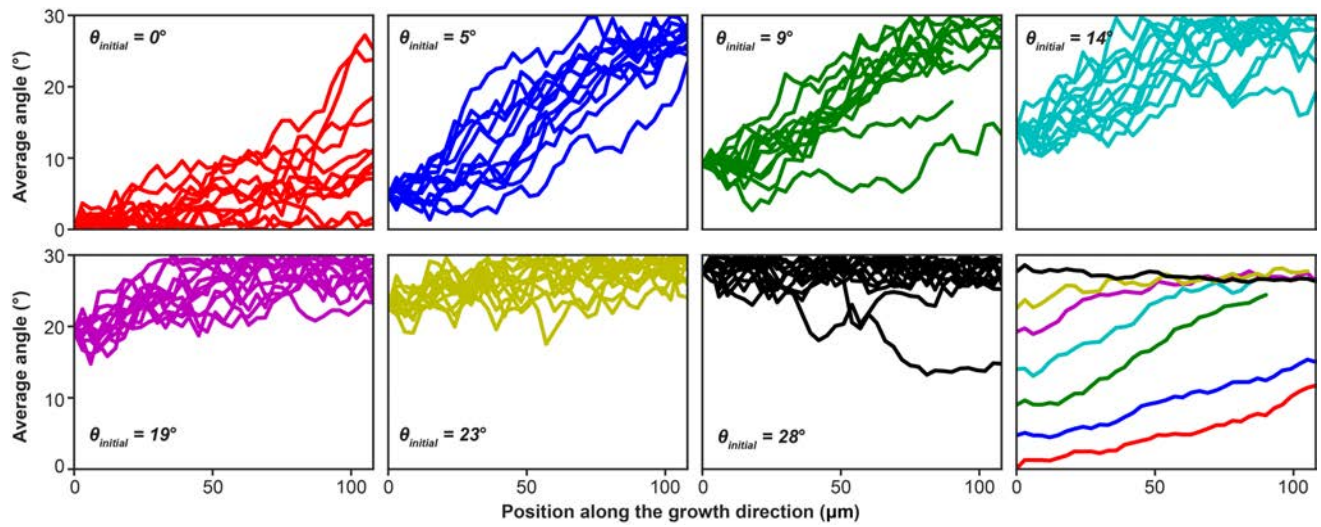 30
20
10
0
Average angle (°)
θinitial = 0°
θinitial = 5°
θinitial = 9°
θinitial = 14°
30
20
10
0
Average angle (°)
θinitial = 19°
θinitial = 23°
θinitial = 28°
0 50 100 0 50 100 0 50 100 0 50 100
Position along the growth direction (μm)